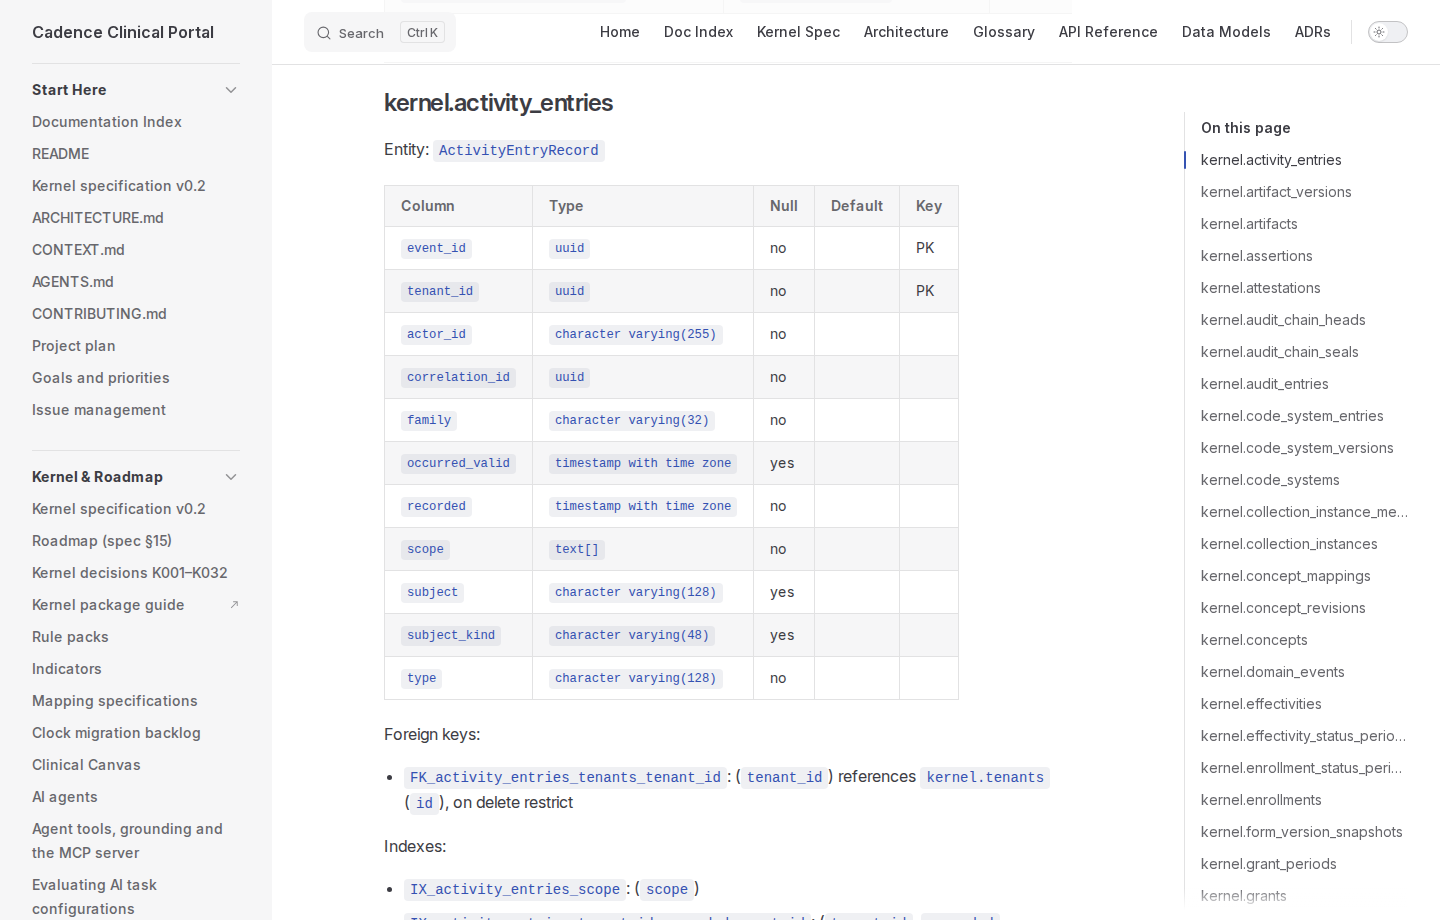 Cadence Clinical Portal
Search Ctrl K
Home Doc Index Kernel Spec Architecture Glossary API Reference Data Models ADRs
Start Here
Documentation Index
README
Kernel specification v0.2
ARCHITECTURE.md
CONTEXT.md
AGENTS.md
CONTRIBUTING.md
Project plan
Goals and priorities
Issue management
Kernel & Roadmap
Kernel specification v0.2
Roadmap (spec §15)
Kernel decisions K001–K032
Kernel package guide
Rule packs
Indicators
Mapping specifications
Clock migration backlog
Clinical Canvas
AI agents
Agent tools, grounding and
the MCP server
Evaluating AI task
configurations
kernel.activity_entries
Entity: ActivityEntryRecord
Column Type Null Default Key
event_id uuid no PK
tenant_id uuid no PK
actor_id character varying(255) no
correlation_id uuid no
family character varying(32) no
occurred_valid timestamp with time zone yes
recorded timestamp with time zone no
scope text[] no
subject character varying(128) yes
subject_kind character varying(48) yes
type character varying(128) no
Foreign keys:
FK_activity_entries_tenants_tenant_id: (tenant_id) references kernel.tenants
(id), on delete restrict
Indexes:
IX_activity_entries_scope: (scope)
On this page
kernel.activity_entries
kernel.artifact_versions
kernel.artifacts
kernel.assertions
kernel.attestations
kernel.audit_chain_heads
kernel.audit_chain_seals
kernel.audit_entries
kernel.code_system_entries
kernel.code_system_versions
kernel.code_systems
kernel.collection_instance_me…
kernel.collection_instances
kernel.concept_mappings
kernel.concept_revisions
kernel.concepts
kernel.domain_events
kernel.effectivities
kernel.effectivity_status_perio…
kernel.enrollment_status_peri…
kernel.enrollments
kernel.form_version_snapshots
kernel.grant_periods
kernel.grants